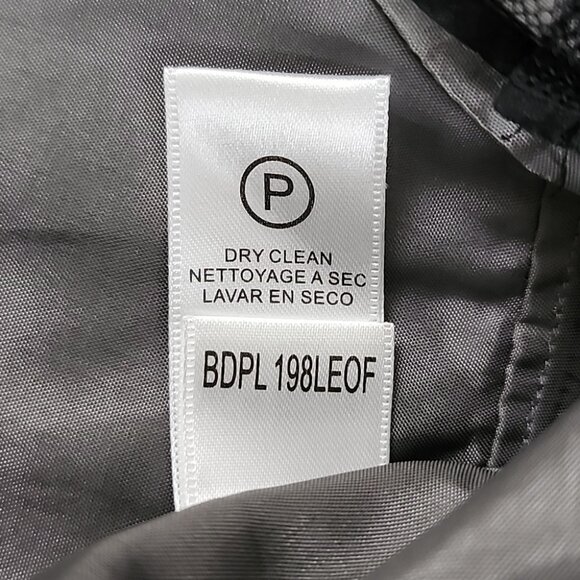 P
DRY CLEAN
NETTOYAGE A SEC
LAVAR EN SECO
BDPL 198LEOF